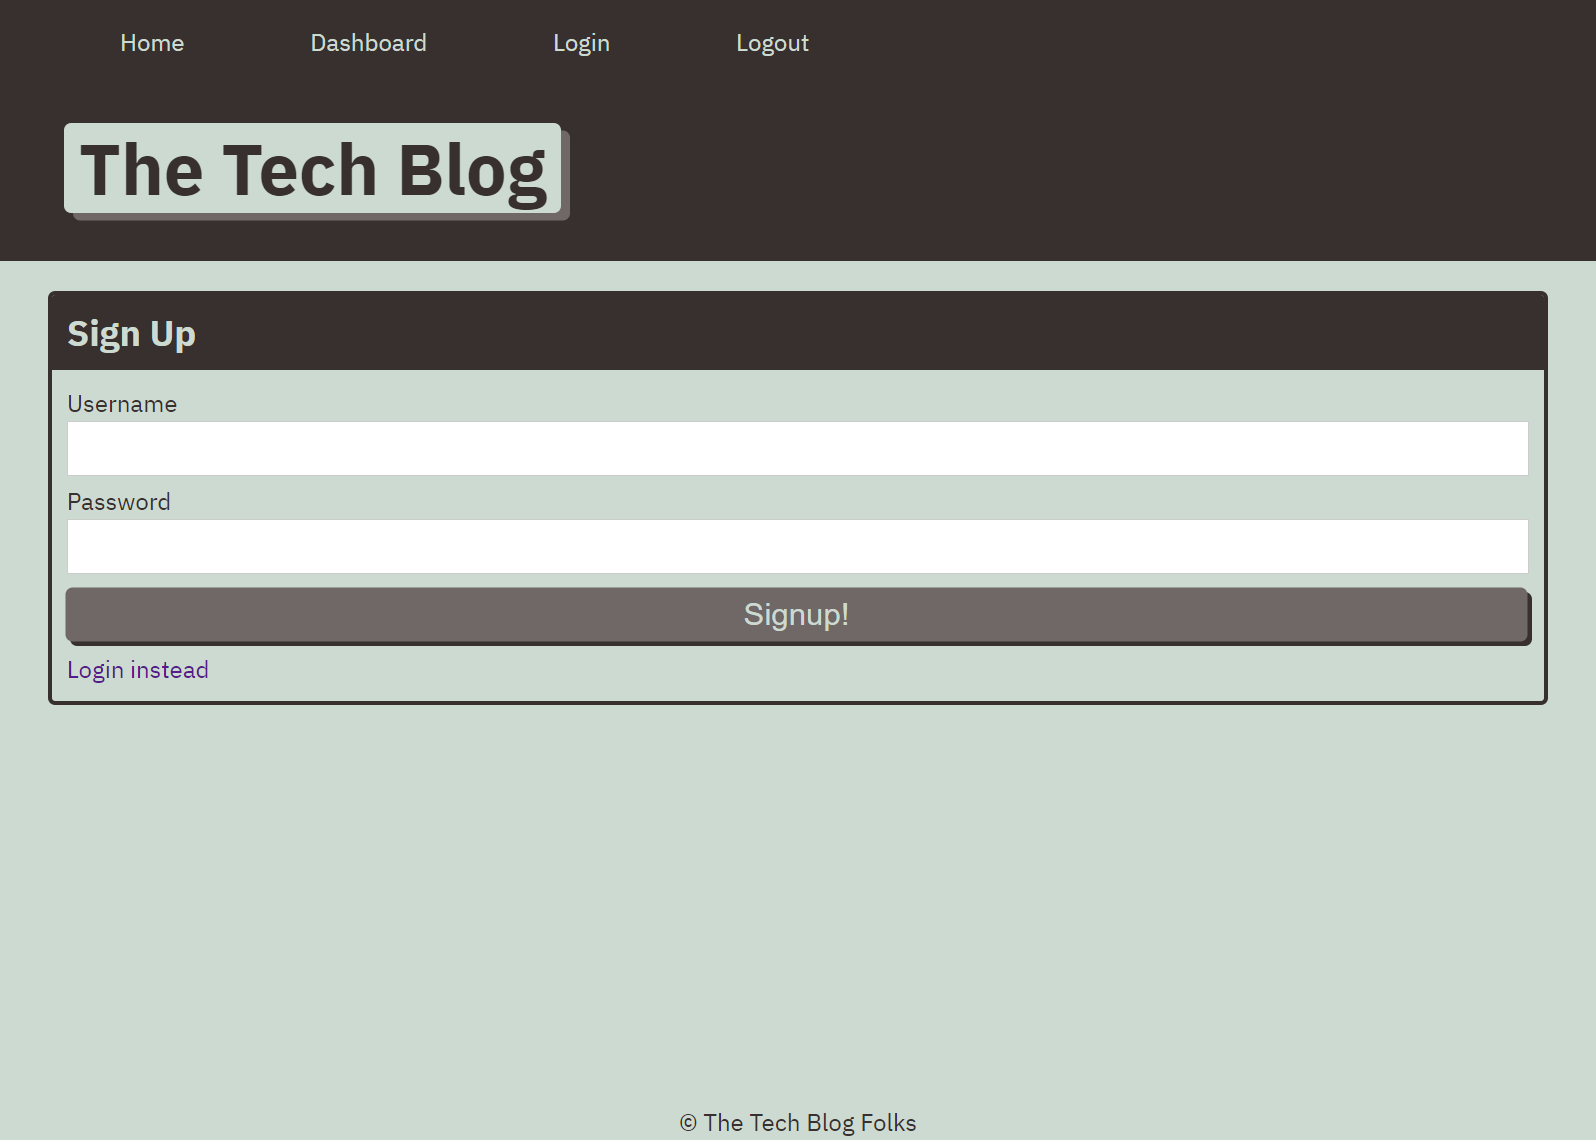 Home Dashboard Login Logout
The Tech Blog
Sign Up
Username
Password
Signup!
Login instead
© The Tech Blog Folks